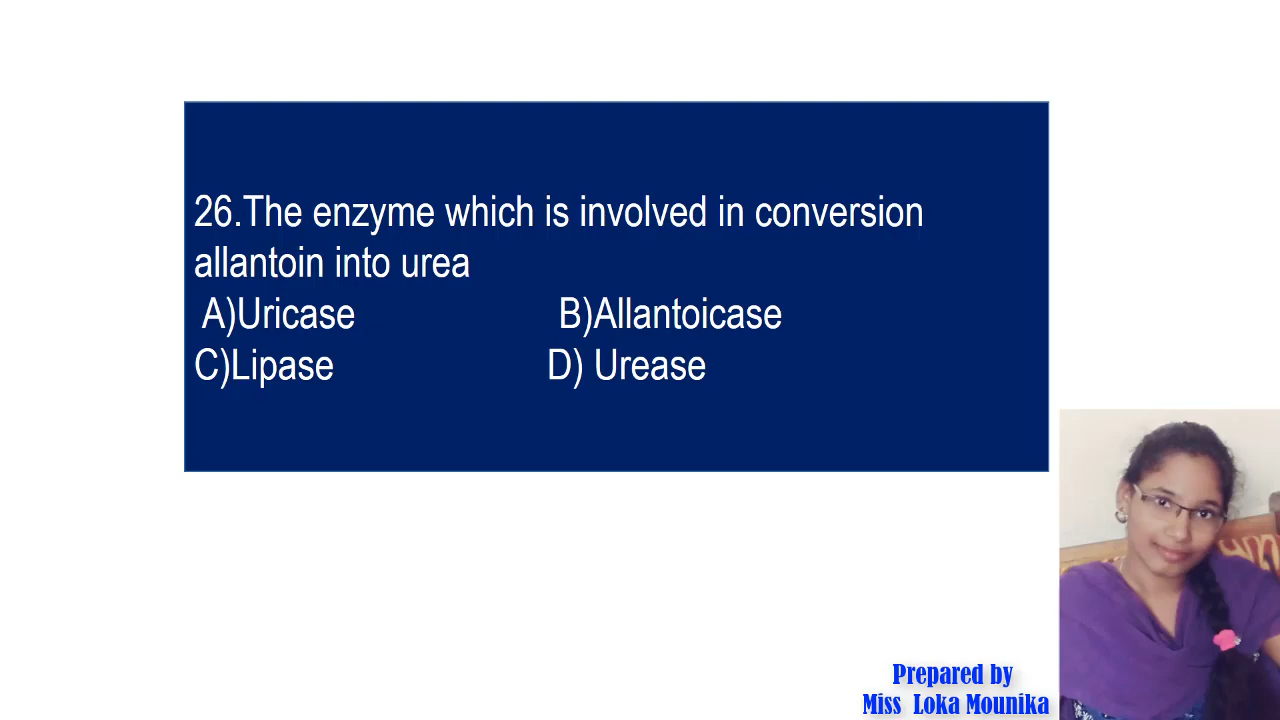 26.The enzyme which is involved in conversion
allantoin into urea
A)Uricase B)Allantoicase
C)Lipase D) Urease
Prepared by
Miss Loka Mounika